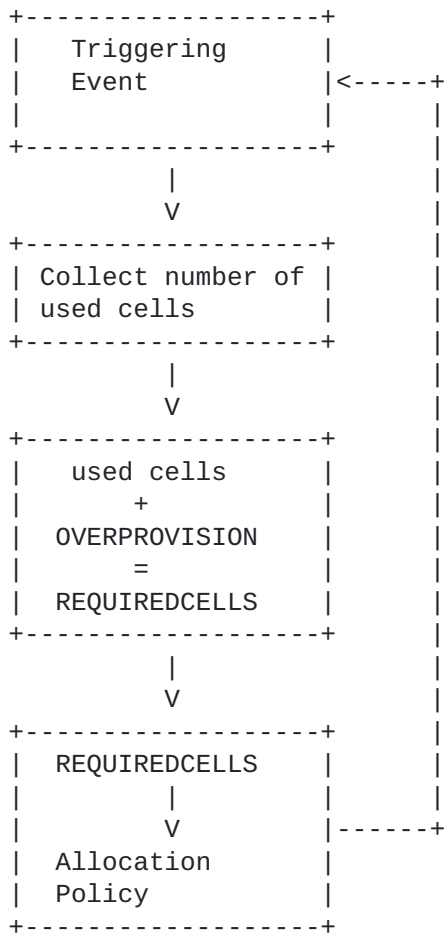 Triggering
Event
Collect number of
used cells
used cells
+
OVERPROVISION
=
REQUIREDCELLS
REQUIREDCELLS
Allocation
Policy